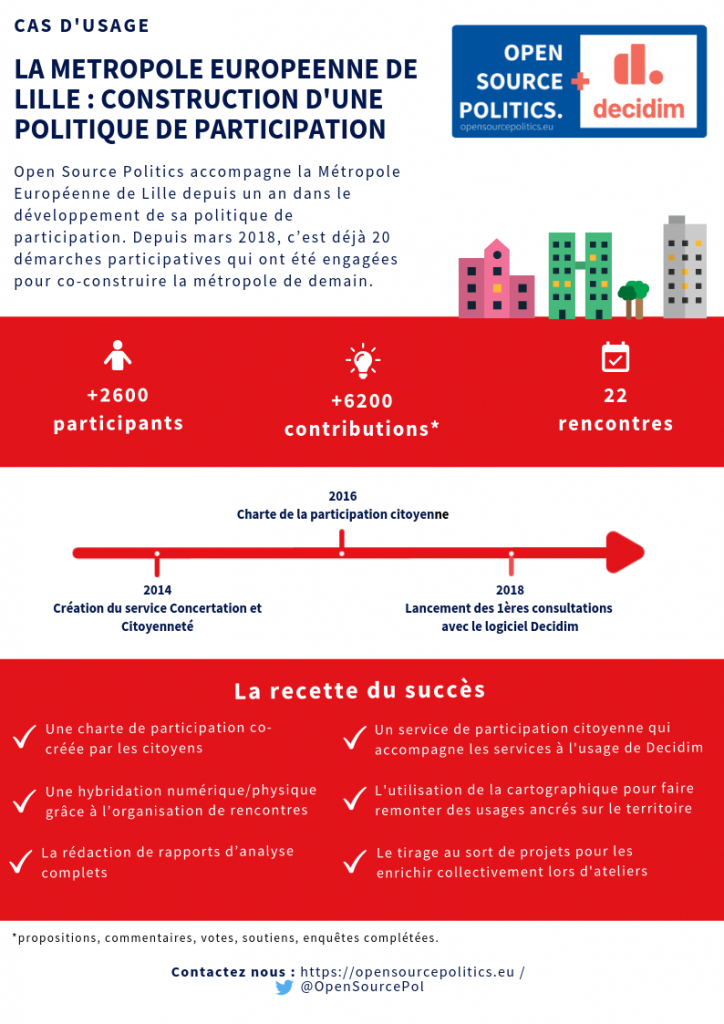 CAS D'USAGE
LA METROPOLE EUROPEENNE DE
LILLE : CONSTRUCTION D'UNE
POLITIQUE DE PARTICIPATION
OPEN
SOURCE
POLITICS.
opensourcepolitics.eu
+
d.
decidim
Open Source Politics accompagne la Métropole
Européenne de Lille depuis un an dans le
développement de sa politique de
participation. Depuis mars 2018, c’est déjà 20
démarches participatives qui ont été engagées
pour co-construire la métropole de demain.
+2600
participants
+6200
contributions*
22
rencontres
2016
Charte de la participation citoyenne
2014
Création du service Concertation et
Citoyenneté
2018
Lancement des 1ères consultations
avec le logiciel Decidim
La recette du succès
Une charte de participation co-
créée par les citoyens
Une hybridation numérique/physique
grâce à l’organisation de rencontres
La rédaction de rapports d’analyse
complets
Un service de participation citoyenne qui
accompagne les services à l'usage de Decidim
L'utilisation de la cartographique pour faire
remonter des usages ancrés sur le territoire
Le tirage au sort de projets pour les
enrichir collectivement lors d'ateliers
*propositions, commentaires, votes, soutiens, enquêtes complétées.
Contactez nous : https://opensourcepolitics.eu /
@OpenSourcePol